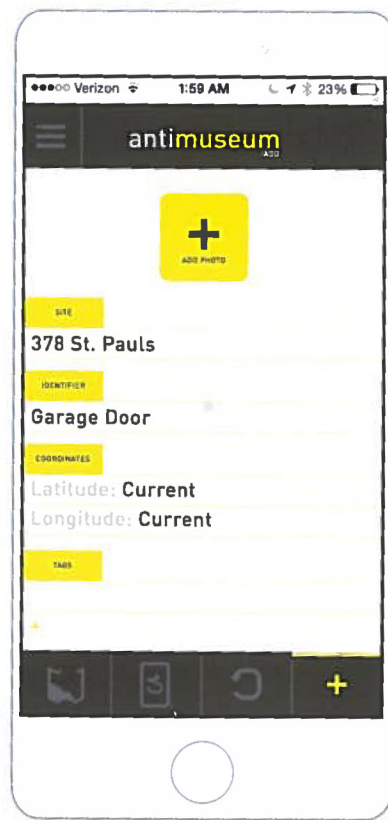 Verizon 1:59 AM 23%
antimuseum
ADD
+
ADD PHOTO
SITE
378 St. Pauls
IDENTIFIER
Garage Door
COORDINATES
Latitude: Current
Longitude: Current
TAGS
+
+